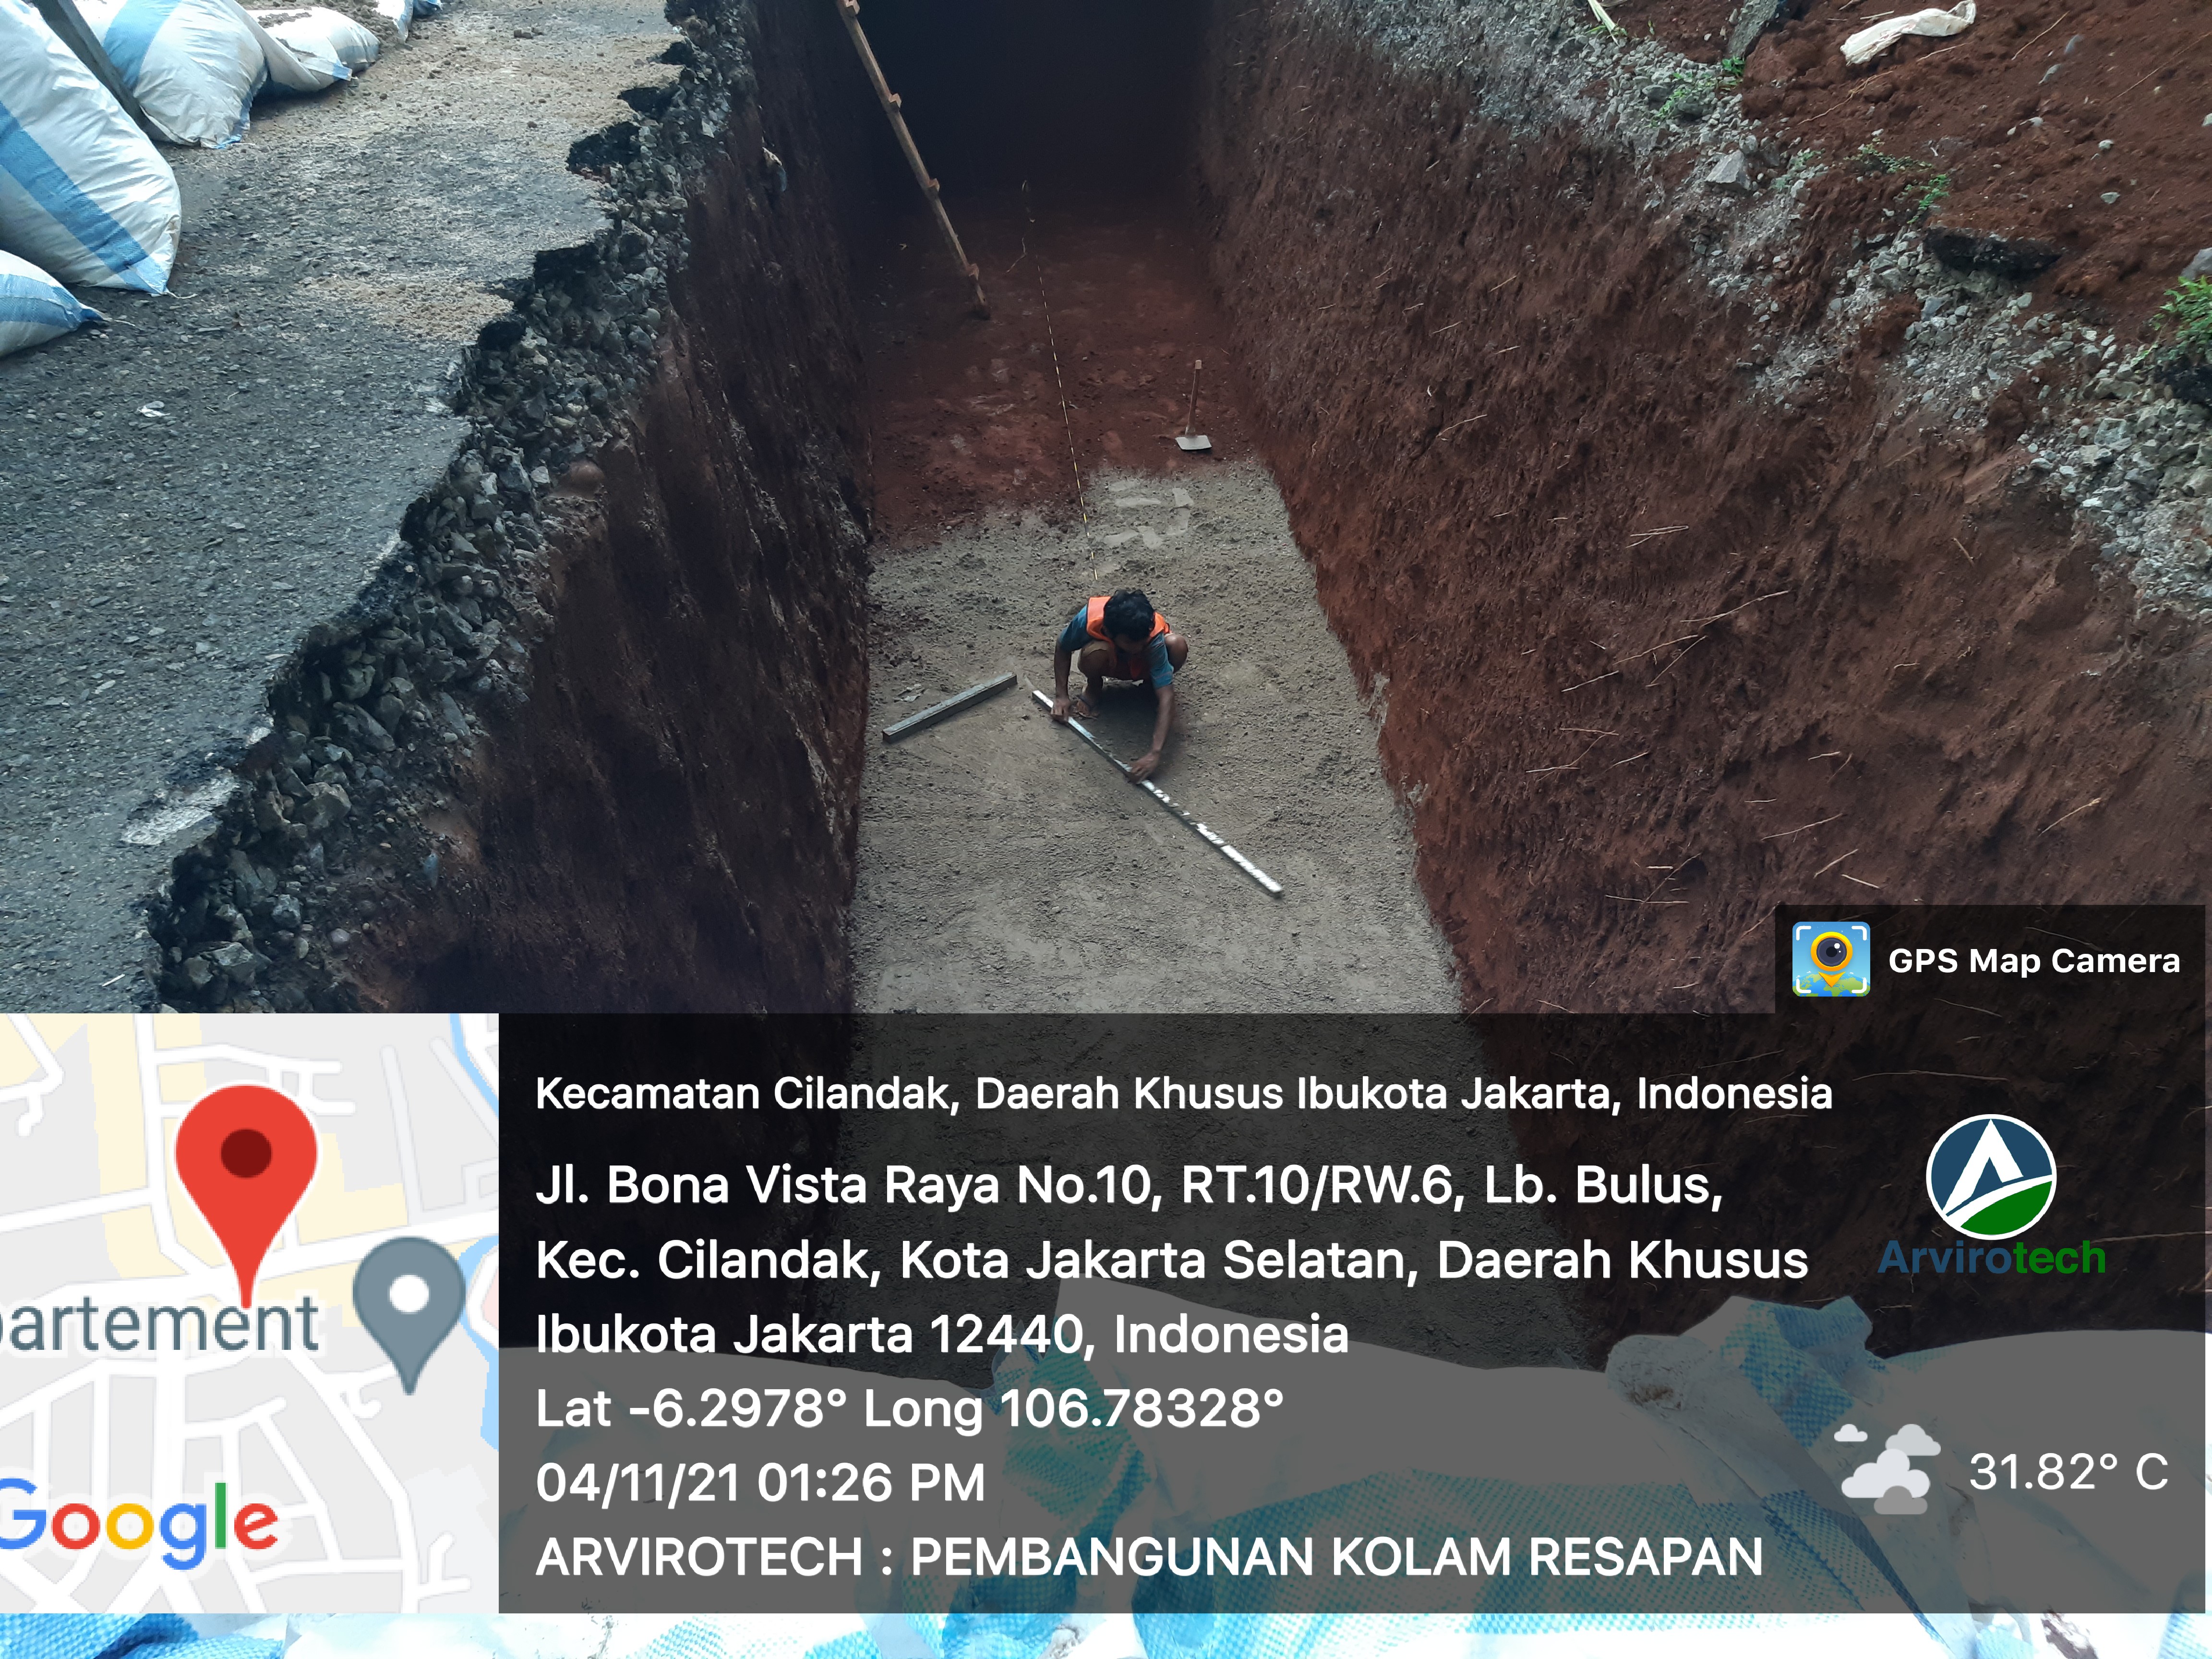 GPS Map Camera
Kecamatan Cilandak, Daerah Khusus Ibukota Jakarta, Indonesia
Jl. Bona Vista Raya No.10, RT.10/RW.6, Lb. Bulus,
Kec. Cilandak, Kota Jakarta Selatan, Daerah Khusus
Ibukota Jakarta 12440, Indonesia
Lat -6.2978° Long 106.78328°
04/11/21 01:26 PM
ARVIROTECH : PEMBANGUNAN KOLAM RESAPAN
Arvirotech
31.82° C
partement
Google